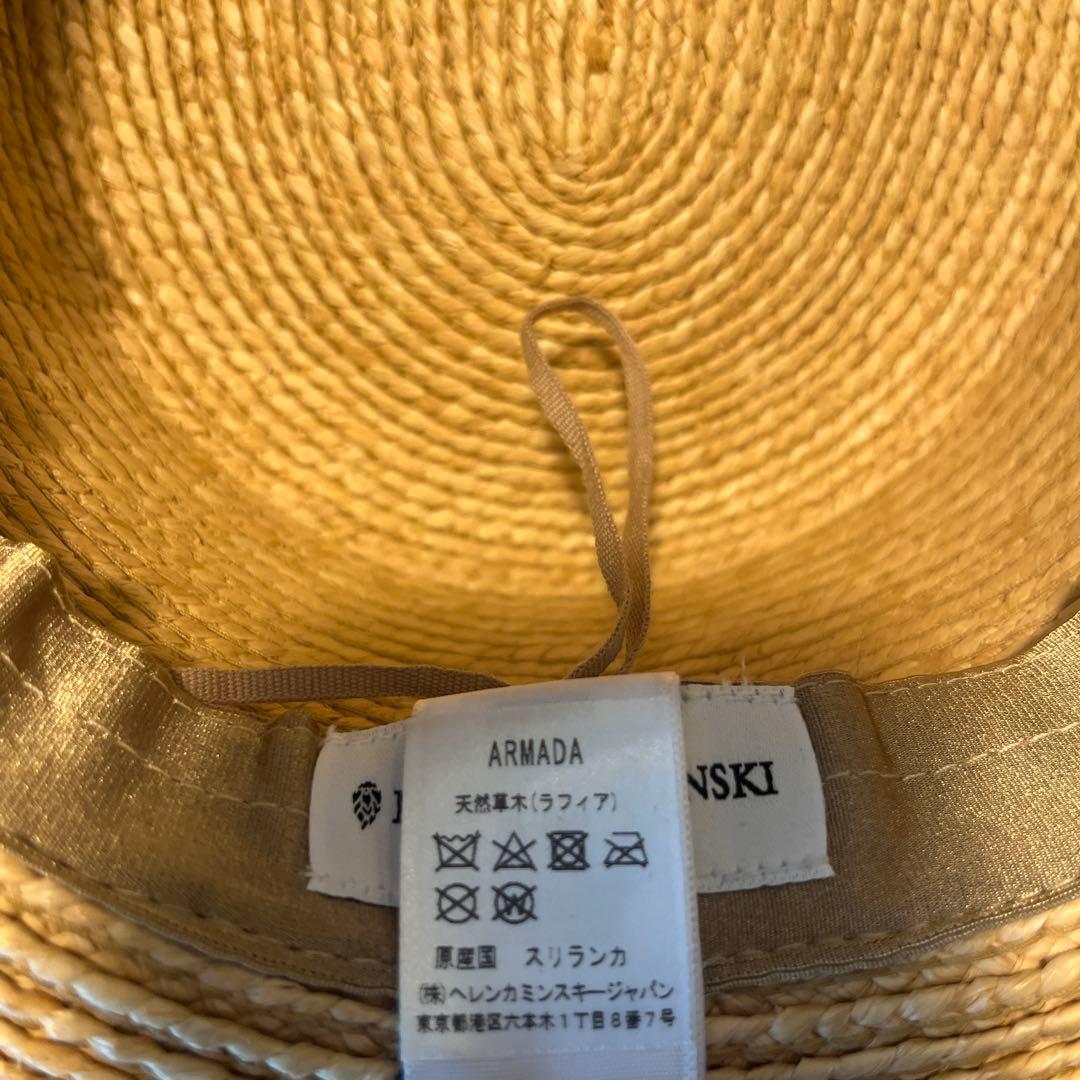 ARMADA
天然草木(ラフィア)
NSKI
原産国 スリランカ
(株)ヘレンカミンスキージャパン
東京都港区六本木1丁目8番7号